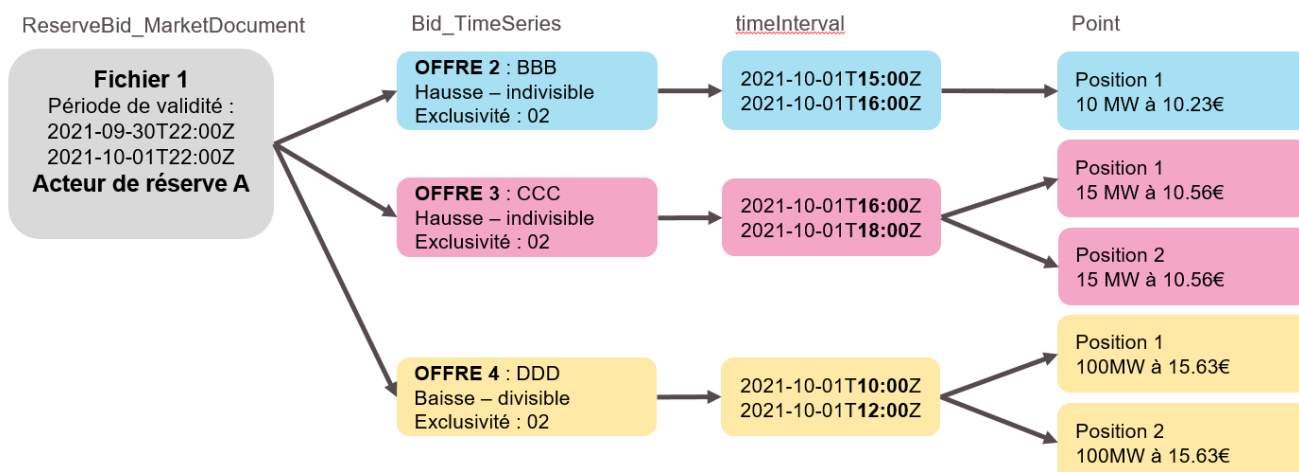 ReserveBid_MarketDocument
Bid_TimeSeries
timeInterval
Point
Fichier 1
Période de validité :
2021-09-30T22:00Z
2021-10-01T22:00Z
Acteur de réserve A
OFFRE 2 : BBB
Hausse – indivisible
Exclusivité : 02
2021-10-01T15:00Z
2021-10-01T16:00Z
Position 1
10 MW à 10.23€
OFFRE 3 : CCC
Hausse – indivisible
Exclusivité : 02
2021-10-01T16:00Z
2021-10-01T18:00Z
Position 1
15 MW à 10.56€
Position 2
15 MW à 10.56€
OFFRE 4 : DDD
Baisse – divisible
Exclusivité : 02
2021-10-01T10:00Z
2021-10-01T12:00Z
Position 1
100MW à 15.63€
Position 2
100MW à 15.63€